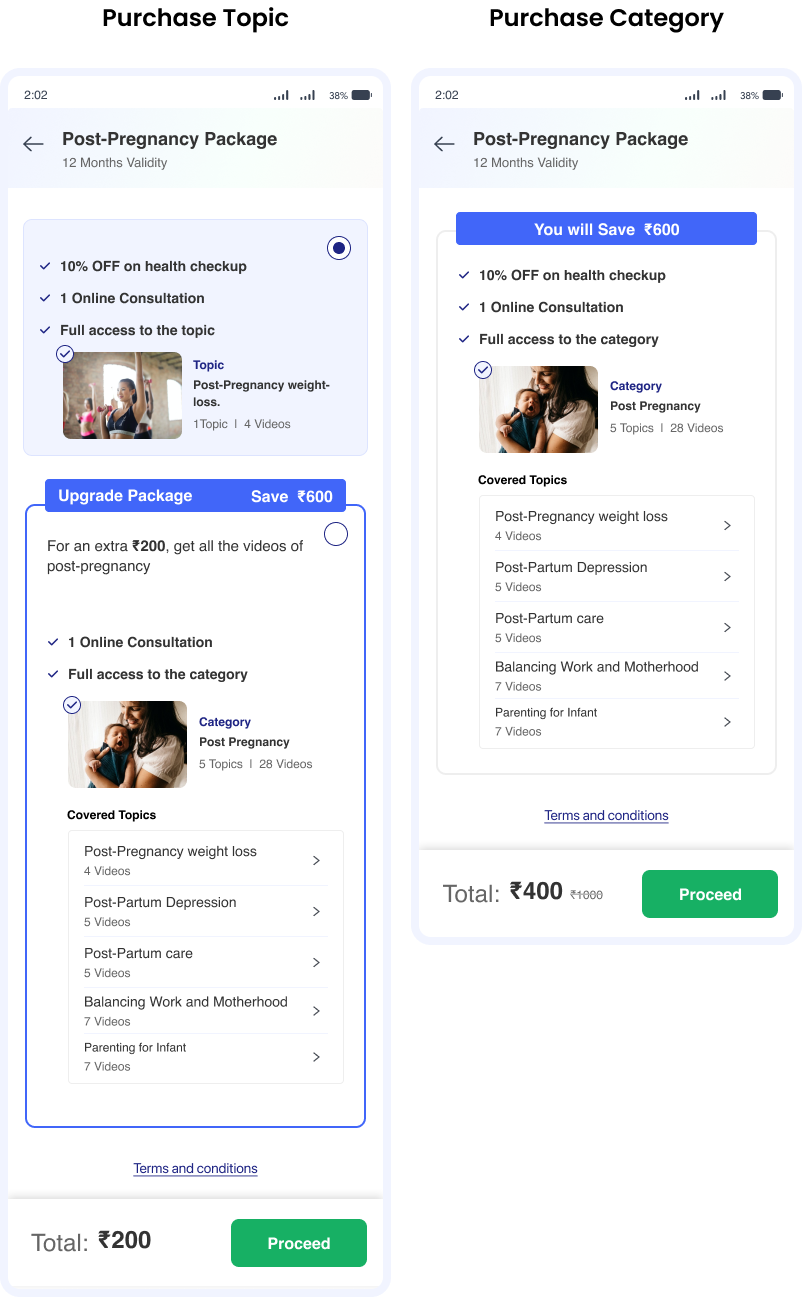 Purchase Topic
2:02
38%
Post-Pregnancy Package
12 Months Validity
10% OFF on health checkup
1 Online Consultation
Full access to the topic
Topic
Post-Pregnancy weight-
loss.
1Topic | 4 Videos
Upgrade Package Save ₹600
For an extra ₹200, get all the videos of
post-pregnancy
1 Online Consultation
Full access to the category
Category
Post Pregnancy
5 Topics | 28 Videos
Covered Topics
Post-Pregnancy weight loss
4 Videos
Post-Partum Depression
5 Videos
Post-Partum care
5 Videos
Balancing Work and Motherhood
7 Videos
Parenting for Infant
7 Videos
Terms and conditions
Total: ₹200 Proceed
Purchase Category
2:02
38%
Post-Pregnancy Package
12 Months Validity
You will Save ₹600
10% OFF on health checkup
1 Online Consultation
Full access to the category
Category
Post Pregnancy
5 Topics | 28 Videos
Covered Topics
Post-Pregnancy weight loss
4 Videos
Post-Partum Depression
5 Videos
Post-Partum care
5 Videos
Balancing Work and Motherhood
7 Videos
Parenting for Infant
7 Videos
Terms and conditions
Total: ₹400 ₹1000 Proceed